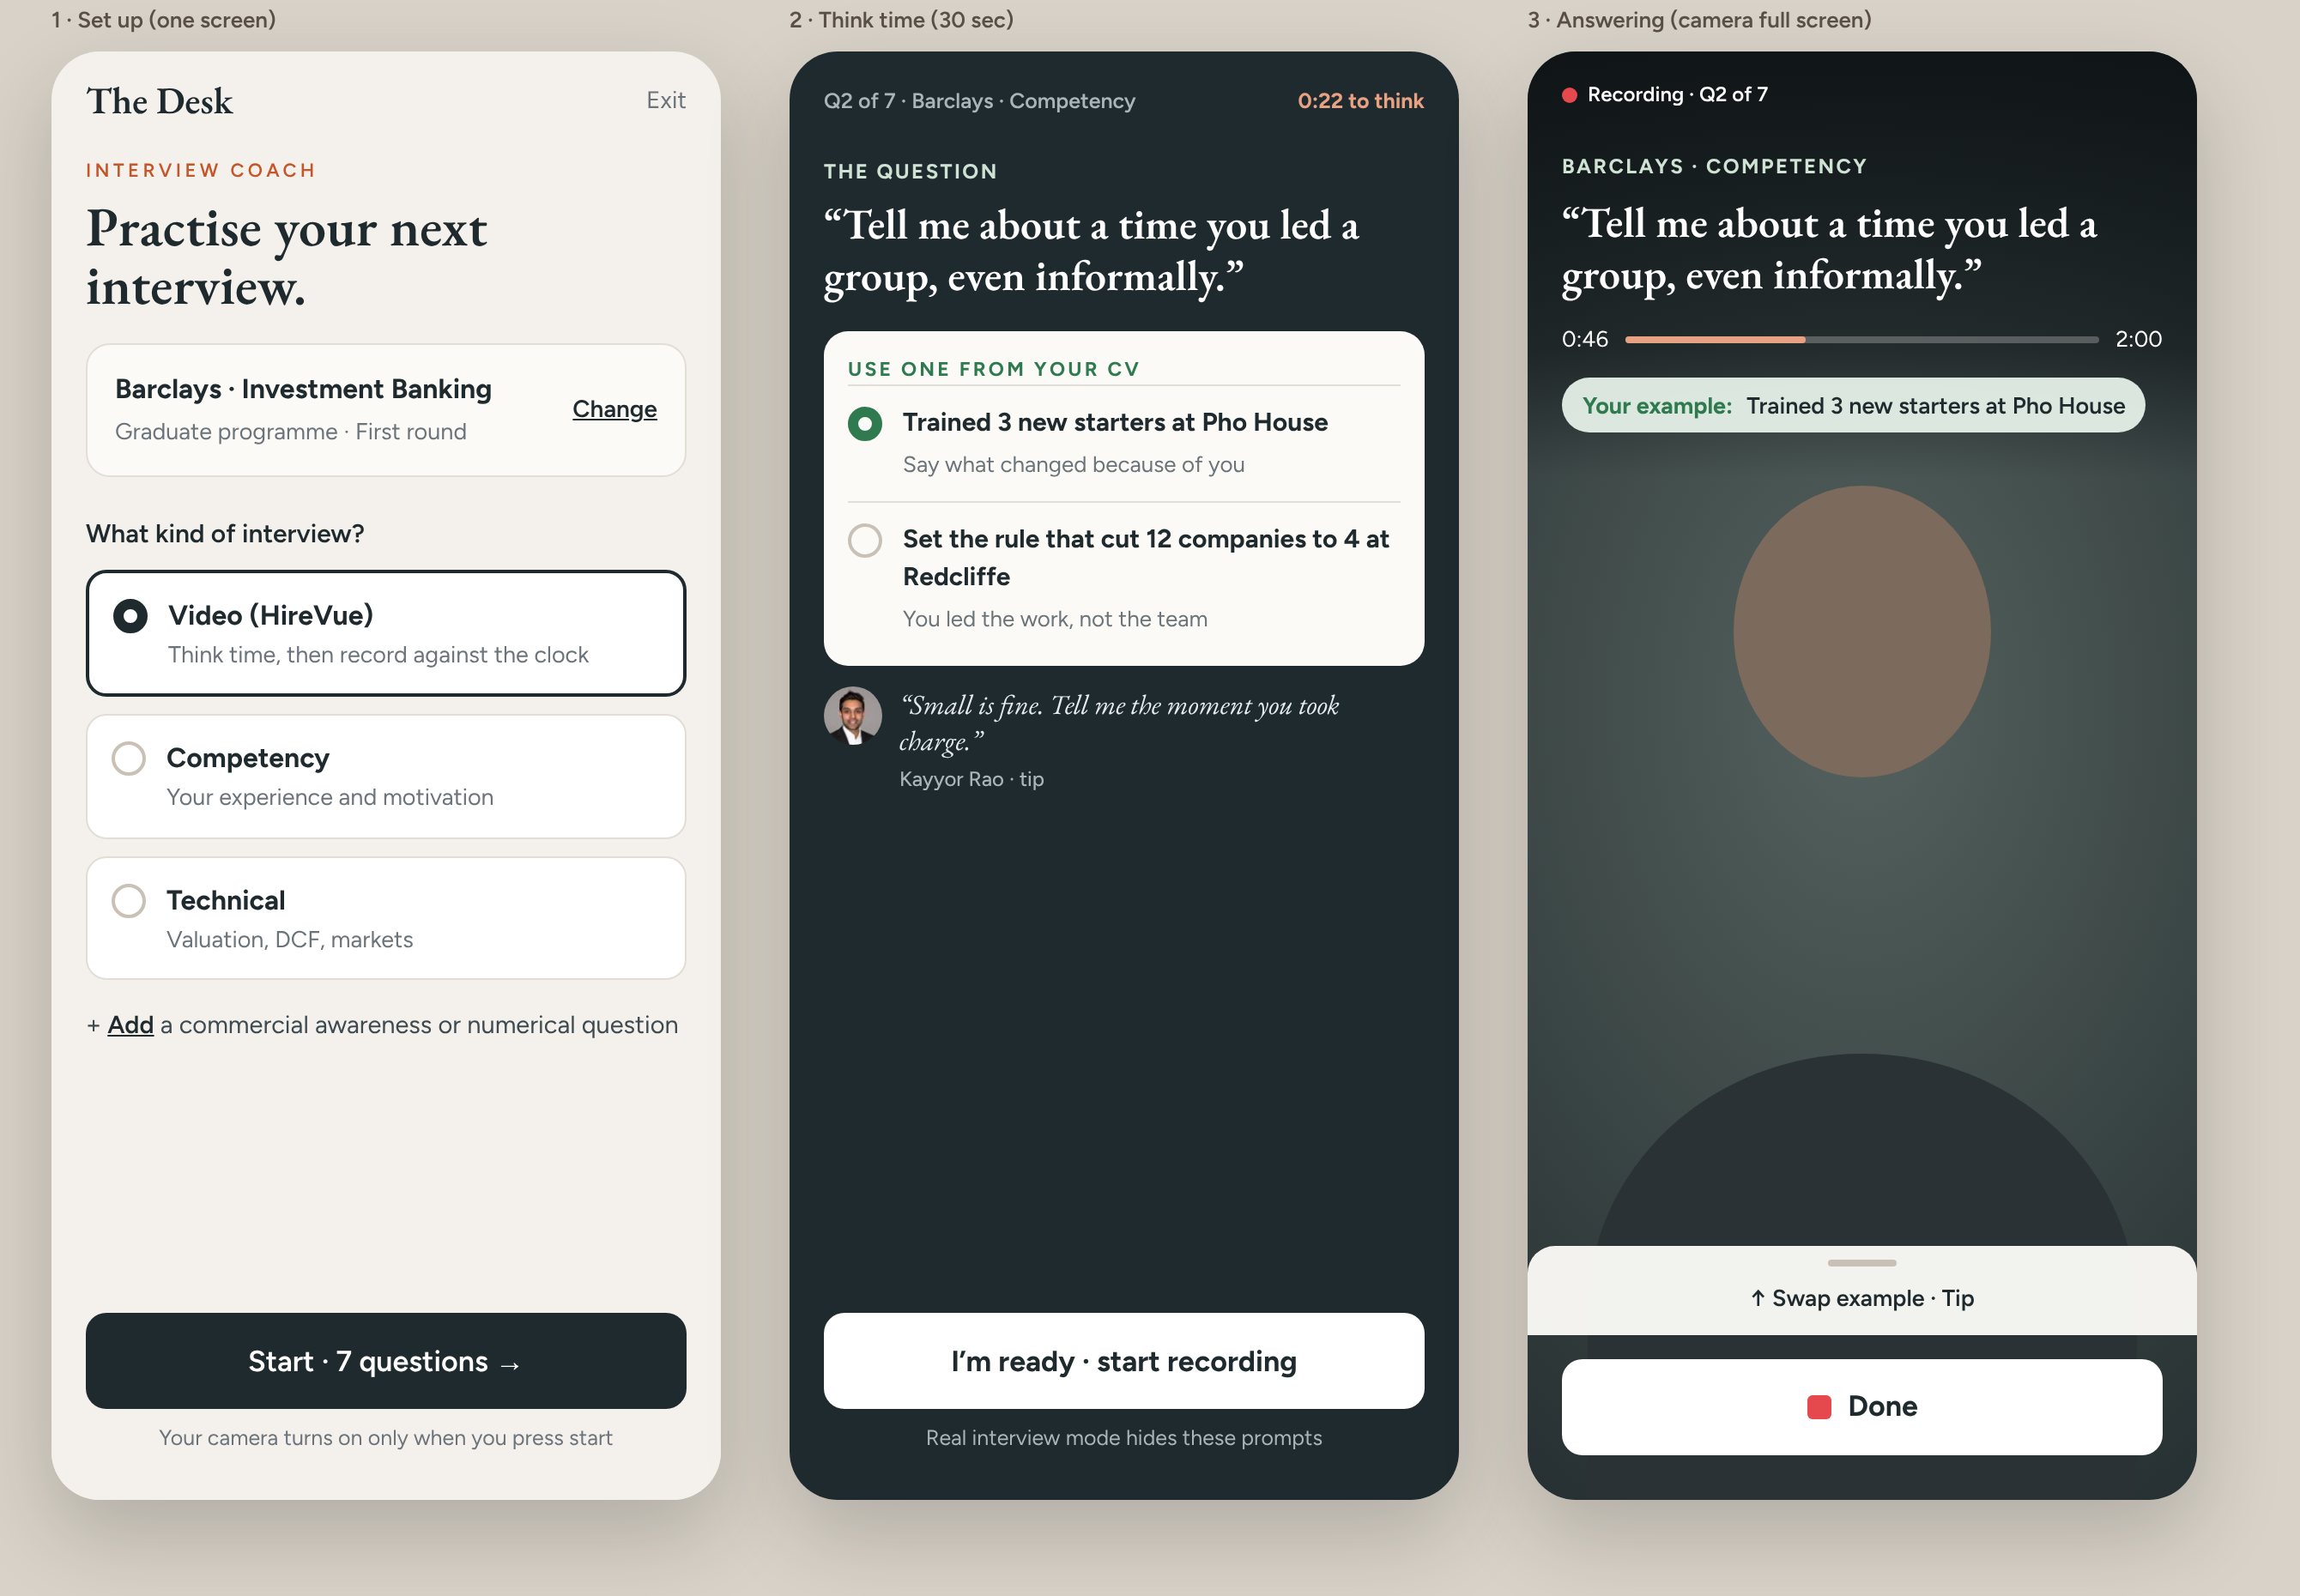 1 · Set up (one screen)
The Desk
Exit
INTERVIEW COACH
Practise your next
interview.
Barclays · Investment Banking
Graduate programme · First round
Change
What kind of interview?
Video (HireVue)
Think time, then record against the clock
Competency
Your experience and motivation
Technical
Valuation, DCF, markets
+ Add a commercial awareness or numerical question
Start · 7 questions →
Your camera turns on only when you press start
2 · Think time (30 sec)
Q2 of 7 · Barclays · Competency
0:22 to think
THE QUESTION
“Tell me about a time you led a
group, even informally.”
USE ONE FROM YOUR CV
Trained 3 new starters at Pho House
Say what changed because of you
Set the rule that cut 12 companies to 4 at
Redcliffe
You led the work, not the team
“Small is fine. Tell me the moment you took
charge.”
Kayyor Rao · tip
I’m ready · start recording
Real interview mode hides these prompts
3 · Answering (camera full screen)
Recording · Q2 of 7
BARCLAYS · COMPETENCY
“Tell me about a time you led a
group, even informally.”
0:46
2:00
Your example: Trained 3 new starters at Pho House
↑ Swap example · Tip
Done